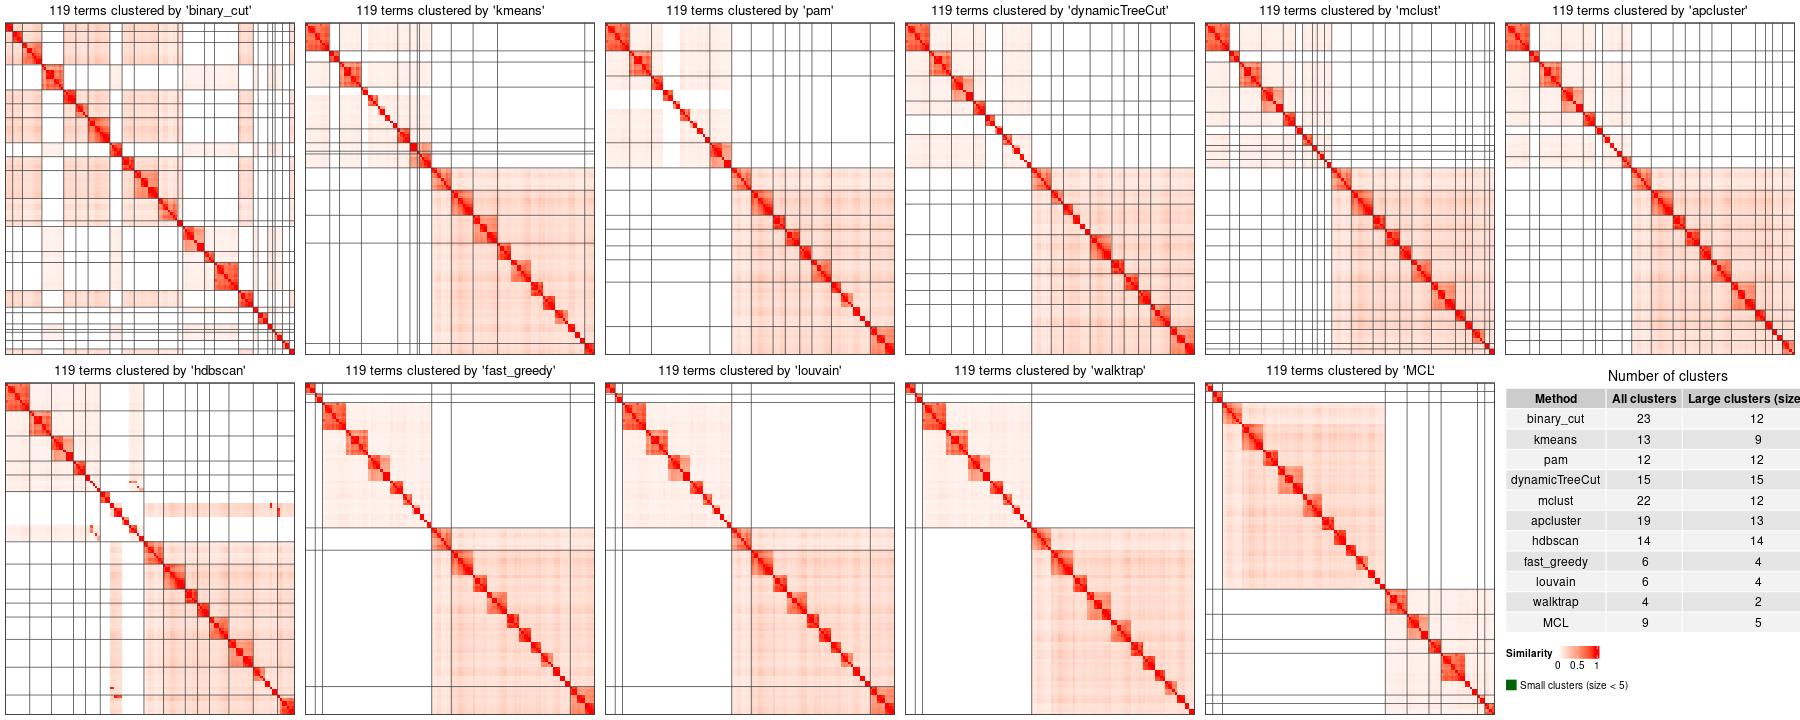 119 terms clustered by 'binary_cut'
119 terms clustered by 'kmeans'
119 terms clustered by 'pam'
119 terms clustered by 'dynamicTreeCut'
119 terms clustered by 'mclust'
119 terms clustered by 'apcluster'
119 terms clustered by 'hdbscan'
119 terms clustered by 'fast_greedy'
119 terms clustered by 'louvain'
119 terms clustered by 'walktrap'
119 terms clustered by 'MCL'
Number of clusters
Method All clusters Large clusters (size
binary_cut 23 12
kmeans 13 9
pam 12 12
dynamicTreeCut 15 15
mclust 22 12
apcluster 19 13
hdbscan 14 14
fast_greedy 6 4
louvain 6 4
walktrap 4 2
MCL 9 5
Similarity
0 0.5 1
Small clusters (size < 5)